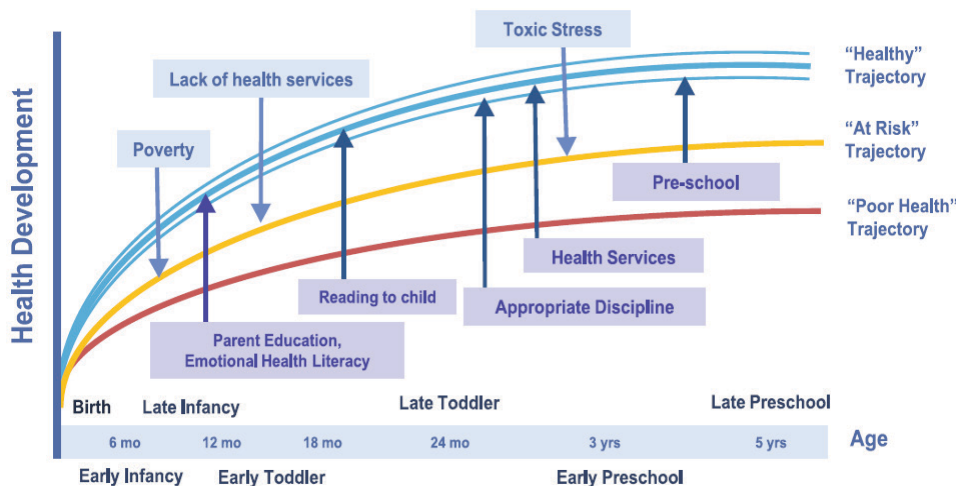 Toxic Stress
"Healthy"
Trajectory
Lack of health services
"At Risk"
Trajectory
Poverty
Pre-school
"Poor Health"
Trajectory
Health Development
Health Services
Reading to child
Appropriate Discipline
Parent Education,
Emotional Health Literacy
Birth
Late Infancy
Late Toddler
Late Preschool
6 mo
12 mo
18 mo
24 mo
3 yrs
5 yrs
Age
Early Infancy
Early Toddler
Early Preschool